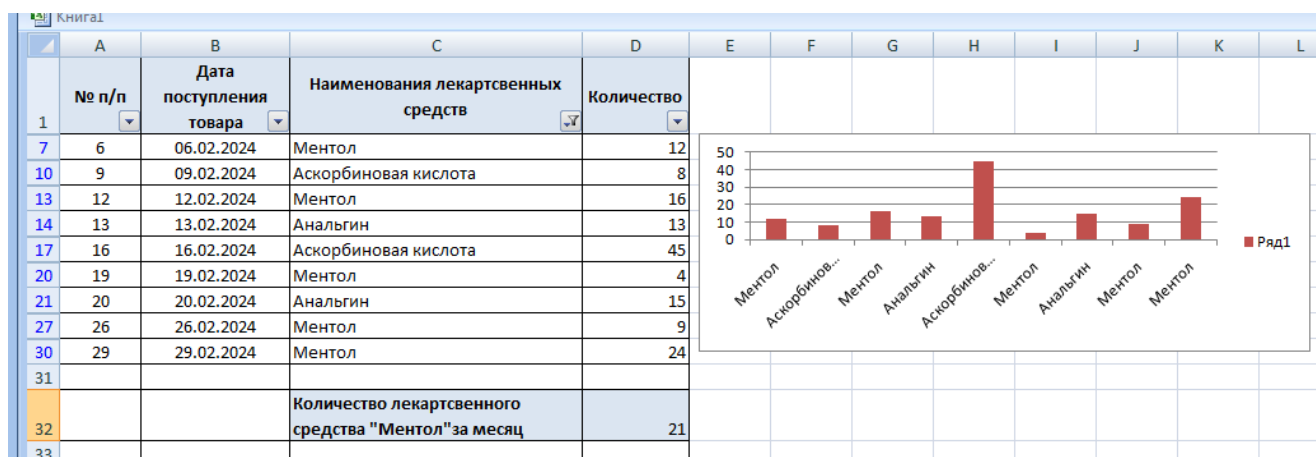 Книга1
A B C D E F G H I J K L
1 № п/п Дата поступления товара Наименования лекартсвенных средств Количество
7 6 06.02.2024 Ментол 12
10 9 09.02.2024 Аскорбиновая кислота 8
13 12 12.02.2024 Ментол 16
14 13 13.02.2024 Анальгин 13
17 16 16.02.2024 Аскорбиновая кислота 45
20 19 19.02.2024 Ментол 4
21 20 20.02.2024 Анальгин 15
27 26 26.02.2024 Ментол 9
30 29 29.02.2024 Ментол 24
31
32 Количество лекартсвенного
средства "Ментол"за месяц 21
33
50
40
30
20
10
0
Ментол
Аскорбинов...
Ментол
Анальгин
Аскорбинов...
Ментол
Анальгин
Ментол
Ментол
Ряд1